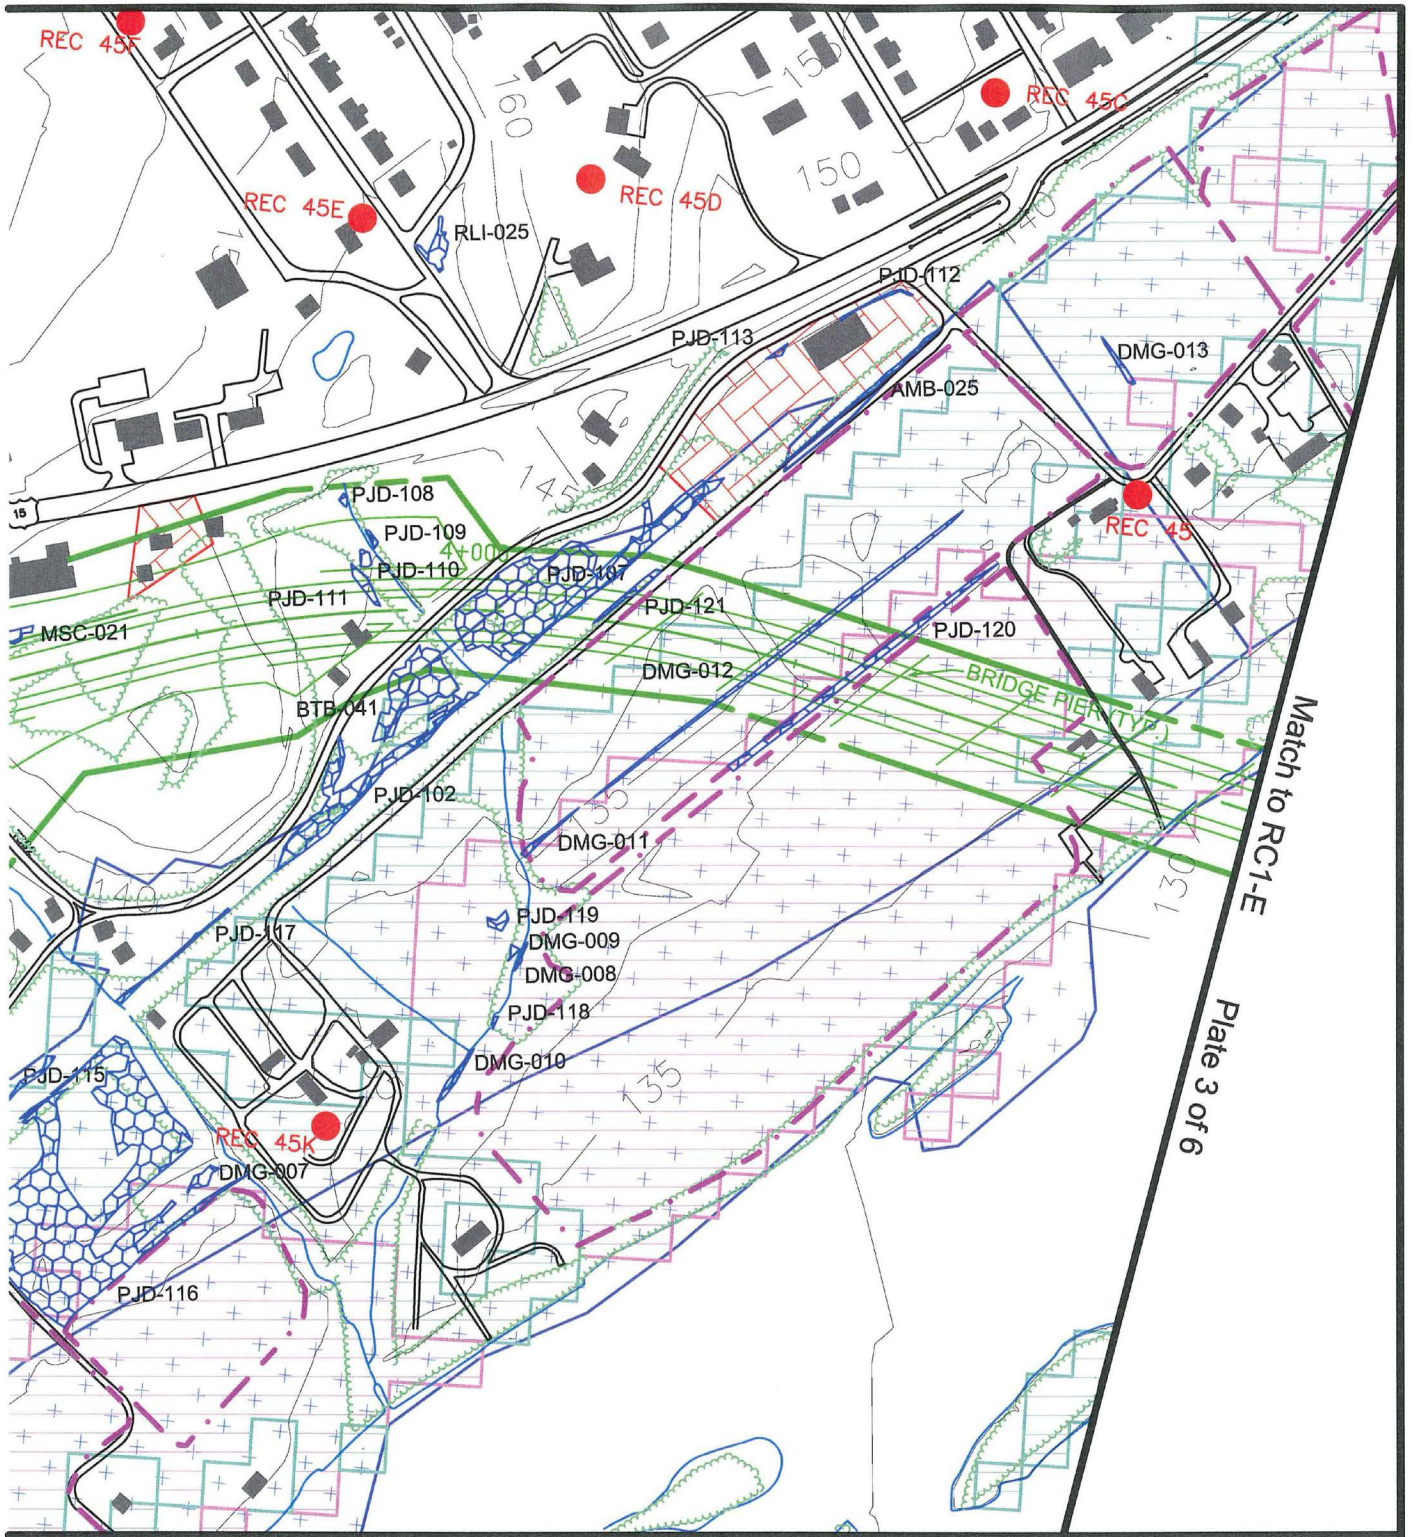 REC 45F
160
150
REC 45C
150
REC 45E
REC 45D
RLI-025
140
PJD-112
PJD-113
DMG-013
AMB-025
145
PJD-108
15
REC 45
PJD-109
4+000
PJD-110
PJD-107
PJD-111
PJD-121
MSC-021
PJD-120
DMG-012
BRIDGE PIER (TYP)
BTB-041
Match to RC1-E
PJD-102
DMG-011
140
130
PJD-119
PJD-117
DMG-009
DMG-008
PJD-118
DMG-010
PJD-115
135
Plate 3 of 6
REC 45K
DMG-007
PJD-116